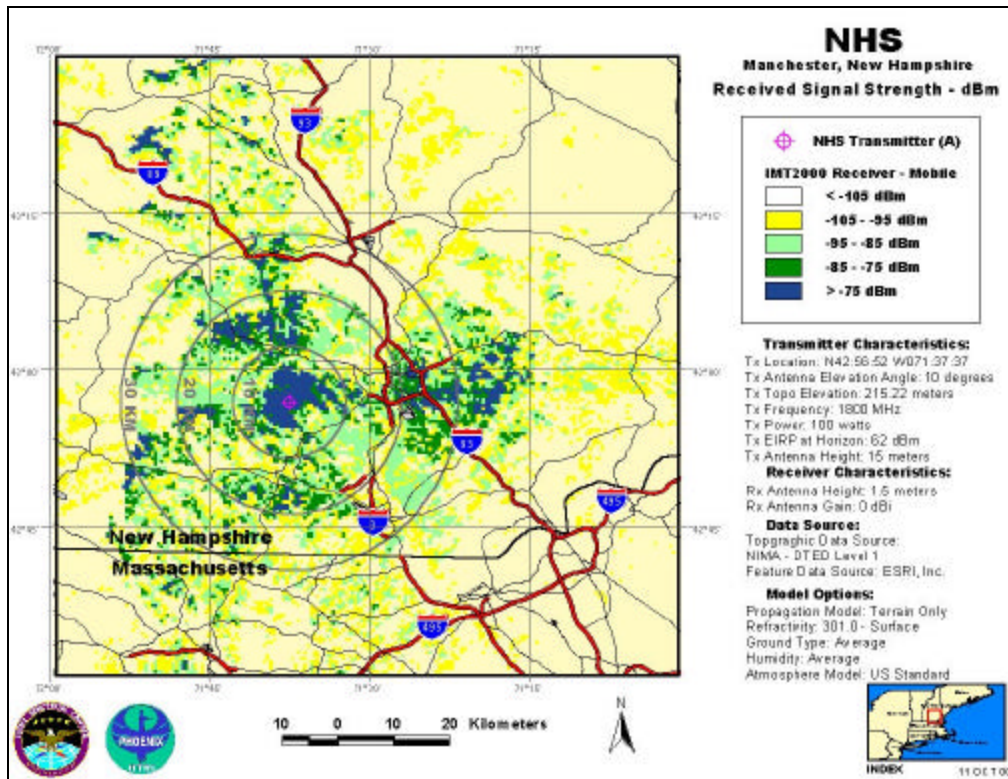 NHS
Manchester, New Hampshire
Received Signal Strength - dBm
NHS Transmitter (A)
IMT2000 Receiver - Mobile
< -105 dBm
-105 - -95 dBm
-95 - -85 dBm
-85 - -75 dBm
> -75 dBm
Transmitter Characteristics:
Tx Location: N42:56:52 W071:37:37
Tx Antenna Elevation Angle: 10 degrees
Tx Topo Elevation: 215.22 meters
Tx Frequency: 1800 MHz
Tx Power: 100 watts
Tx EIRP at Horizon: 62 dBm
Tx Antenna Height: 15 meters
Receiver Characteristics:
Rx Antenna Height: 1.5 meters
Rx Antenna Gain: 0 dBi
Data Source:
Topgraghic Data Source:
NIMA - DTED Level 1
Feature Data Source: ESRI, Inc.
Model Options:
Propagation Model: Terrain Only
Refractivity: 301.0 - Surface
Ground Type: Average
Humidity: Average
Atmosphere Model: US Standard
93
30 KM
20 KM
10 KM
93
495
3
New Hampshire
Massachusetts
495
10 0 10 20 Kilometers
N
PHOENIX
INDEX